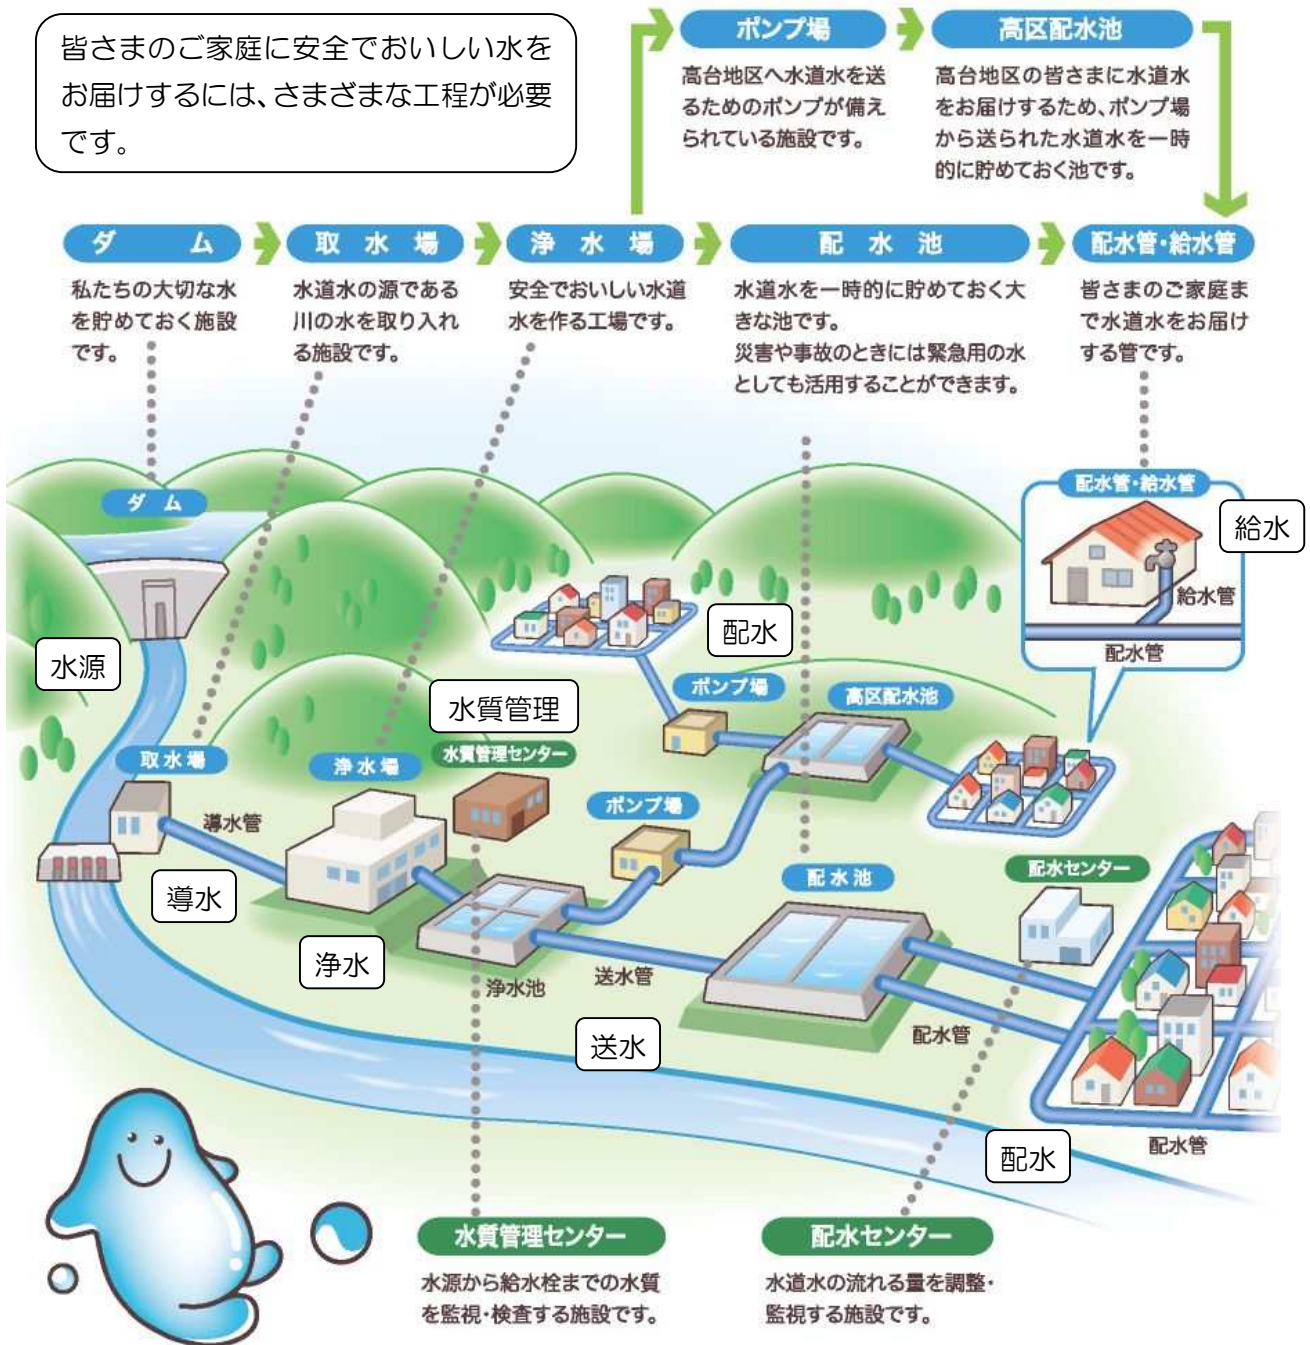 皆さまのご家庭に安全でおいしい水を
お届けするには、さまざまな工程が必要
です。
ポンプ場
高台地区へ水道水を送
るためのポンプが備え
られている施設です。
高区配水池
高台地区の皆さまに水道水
をお届けするため、ポンプ場
から送られた水道水を一時
的に貯めておく池です。
ダム
私たちの大切な水
を貯めておく施設
です。
取水場
水道水の源である
川の水を取り入れ
る施設です。
浄水場
安全でおいしい水道
水を作る工場です。
配水池
水道水を一時的に貯めておく大
きな池です。
災害や事故のときには緊急用の水
としても活用することができます。
配水管・給水管
皆さまのご家庭ま
で水道水をお届け
する管です。
ダム
配水管・給水管
給水
給水管
配水管
水源
配水
ポンプ場
高区配水池
水質管理
水質管理センター
取水場
浄水場
導水管
ポンプ場
導水
配水池
配水センター
浄水
浄水池
送水管
送水
配水管
配水
配水管
水質管理センター
水源から給水栓までの水質
を監視・検査する施設です。
配水センター
水道水の流れる量を調整・
監視する施設です。